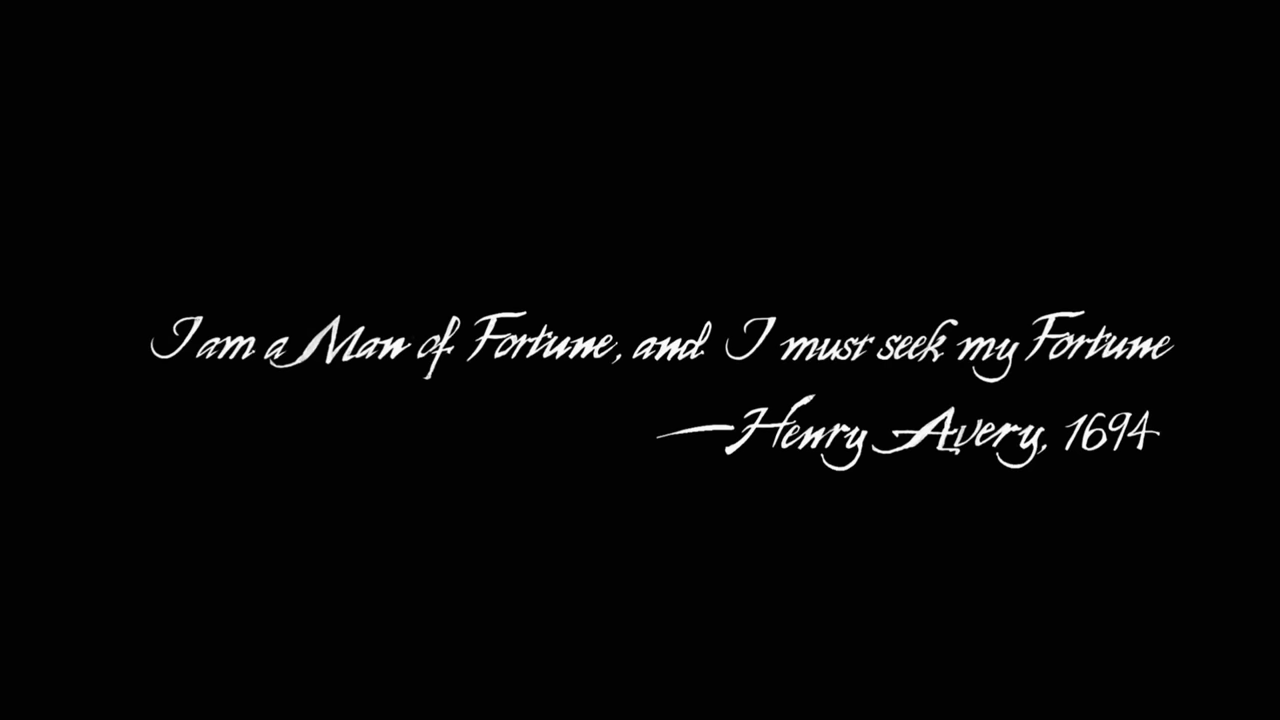 I am a Man of Fortune, and I must seek my Fortune
—Henry Avery, 1694